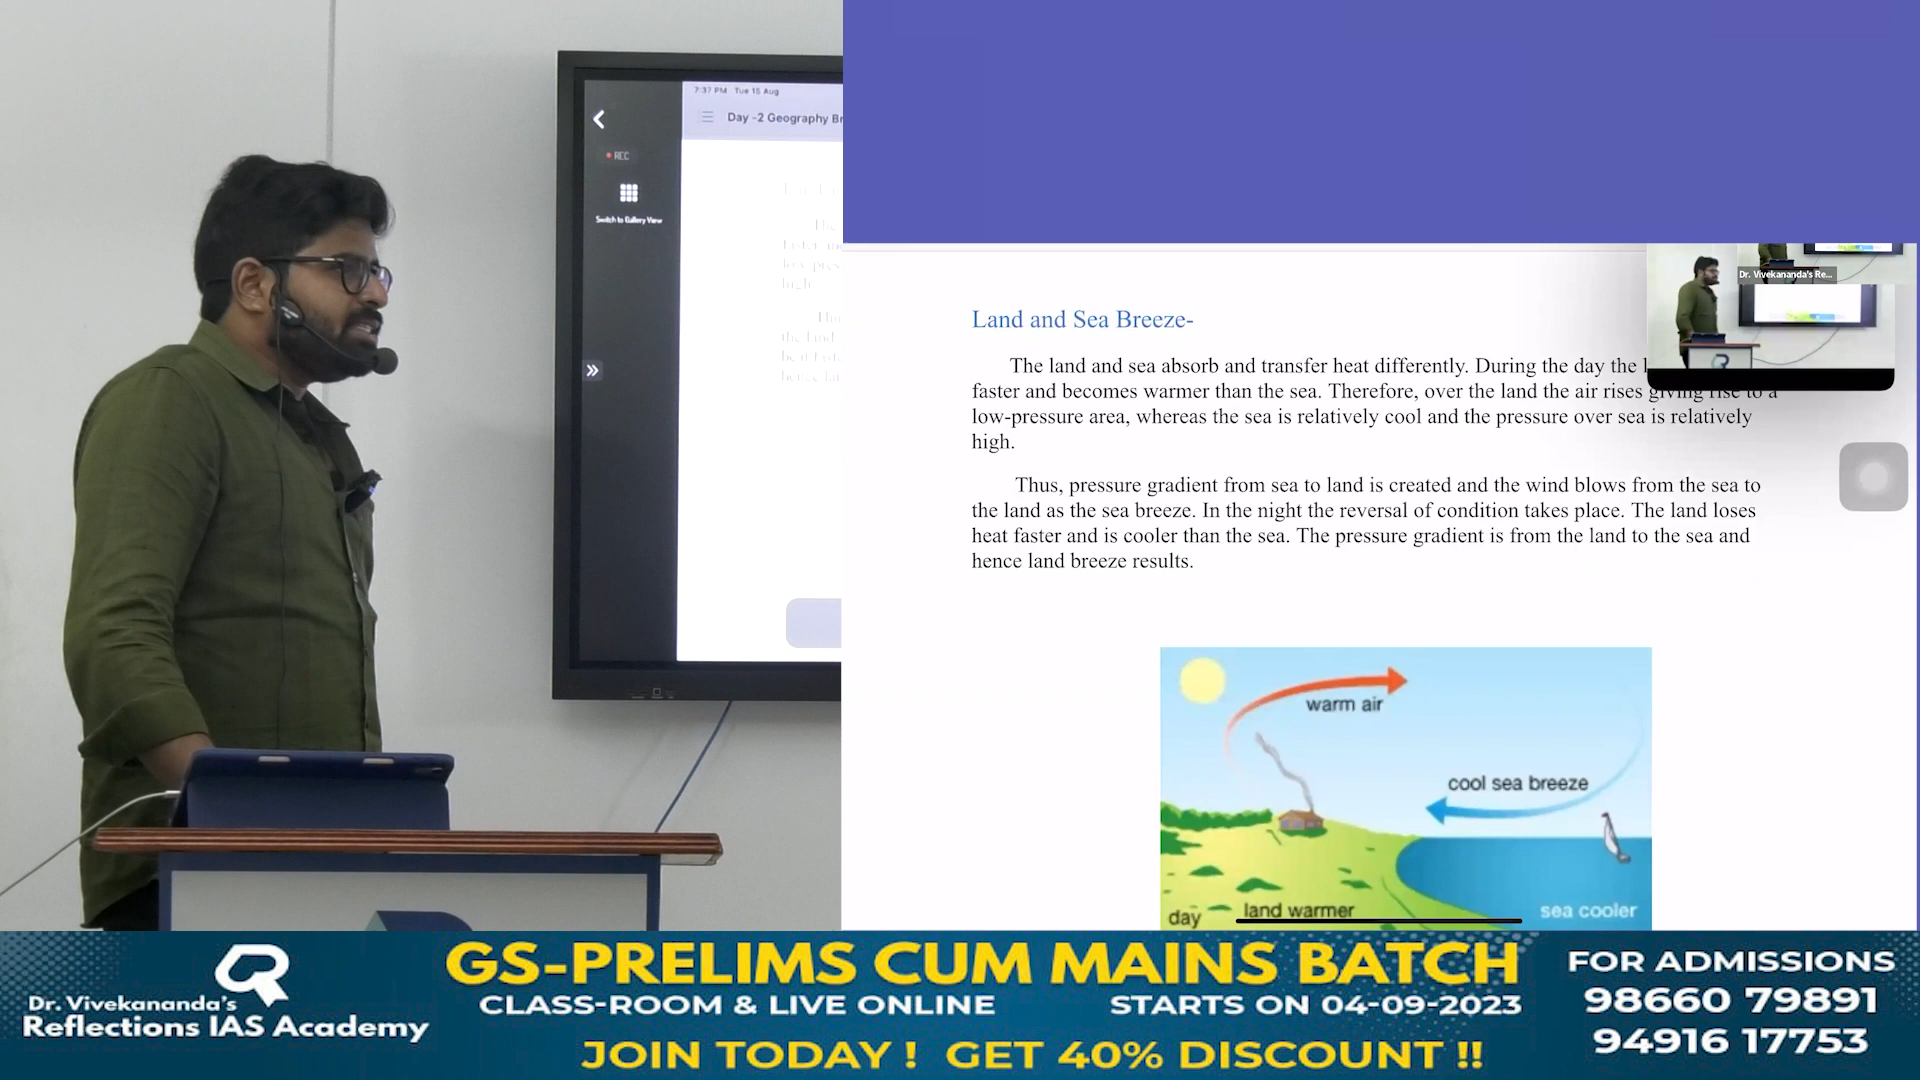 7:37 PM Tue 15 Aug
Day -2 Geography
REC
Switch to Gallery View
Dr. Vivekananda's Re...
Land and Sea Breeze-
The land and sea absorb and transfer heat differently. During the day the
faster and becomes warmer than the sea. Therefore, over the land the air rises giving rise to a
low-pressure area, whereas the sea is relatively cool and the pressure over sea is relatively
high.
Thus, pressure gradient from sea to land is created and the wind blows from the sea to
the land as the sea breeze. In the night the reversal of condition takes place. The land loses
heat faster and is cooler than the sea. The pressure gradient is from the land to the sea and
hence land breeze results.
warm air
cool sea breeze
day
land warmer
sea cooler
Dr. Vivekananda's
Reflections IAS Academy
GS-PRELIMS CUM MAINS BATCH
CLASS-ROOM & LIVE ONLINE STARTS ON 04-09-2023
JOIN TODAY ! GET 40% DISCOUNT !!
FOR ADMISSIONS
98660 79891
94916 17753